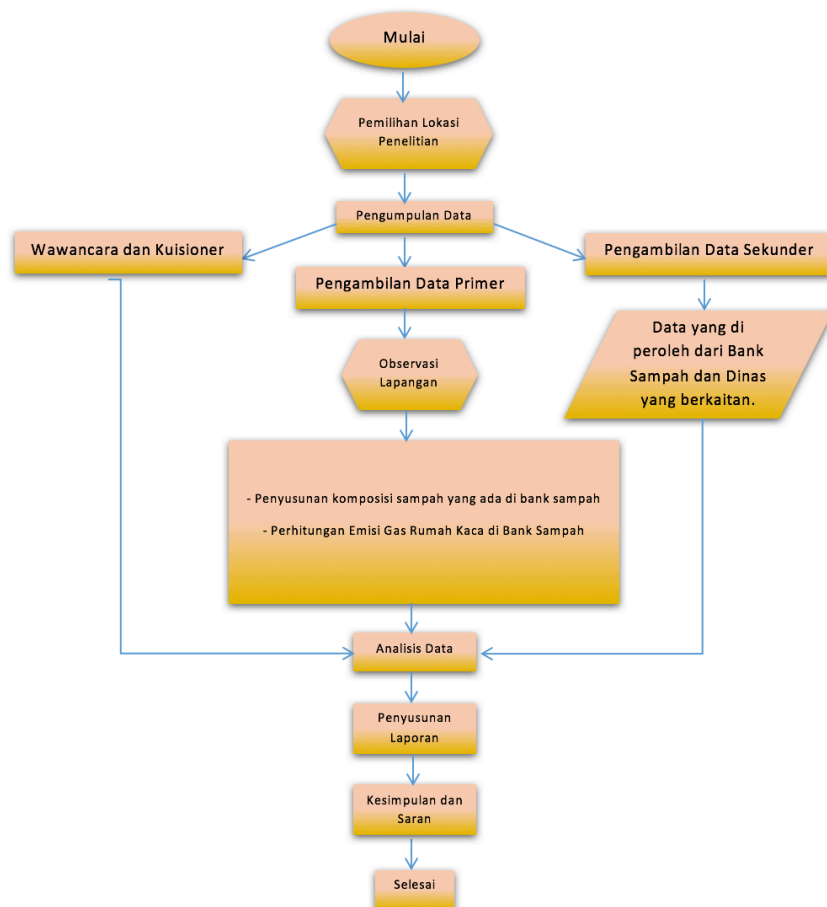 Mulai
Pemilihan Lokasi
Penelitian
Pengumpulan Data
Wawancara dan Kuisioner
Pengambilan Data Primer
Pengambilan Data Sekunder
Observasi
Lapangan
Data yang di
peroleh dari Bank
Sampah dan Dinas
yang berkaitan.
- Penyusunan komposisi sampah yang ada di bank sampah
- Perhitungan Emisi Gas Rumah Kaca di Bank Sampah
Analisis Data
Penyusunan
Laporan
Kesimpulan dan
Saran
Selesai